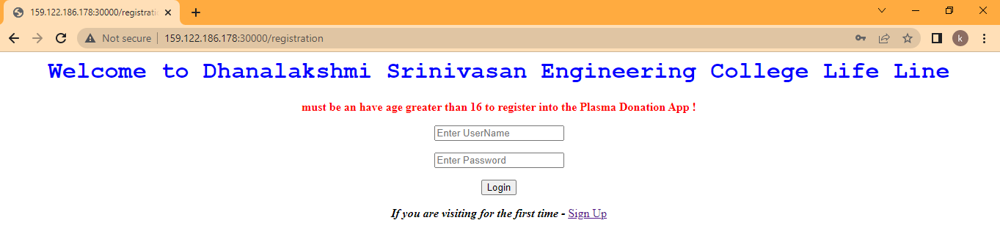 159.122.186.178:30000/registrati
Not secure | 159.122.186.178:30000/registration
k
Welcome to Dhanalakshmi Srinivasan Engineering College Life Line
must be an have age greater than 16 to register into the Plasma Donation App !
Enter UserName
Enter Password
Login
If you are visiting for the first time - Sign Up